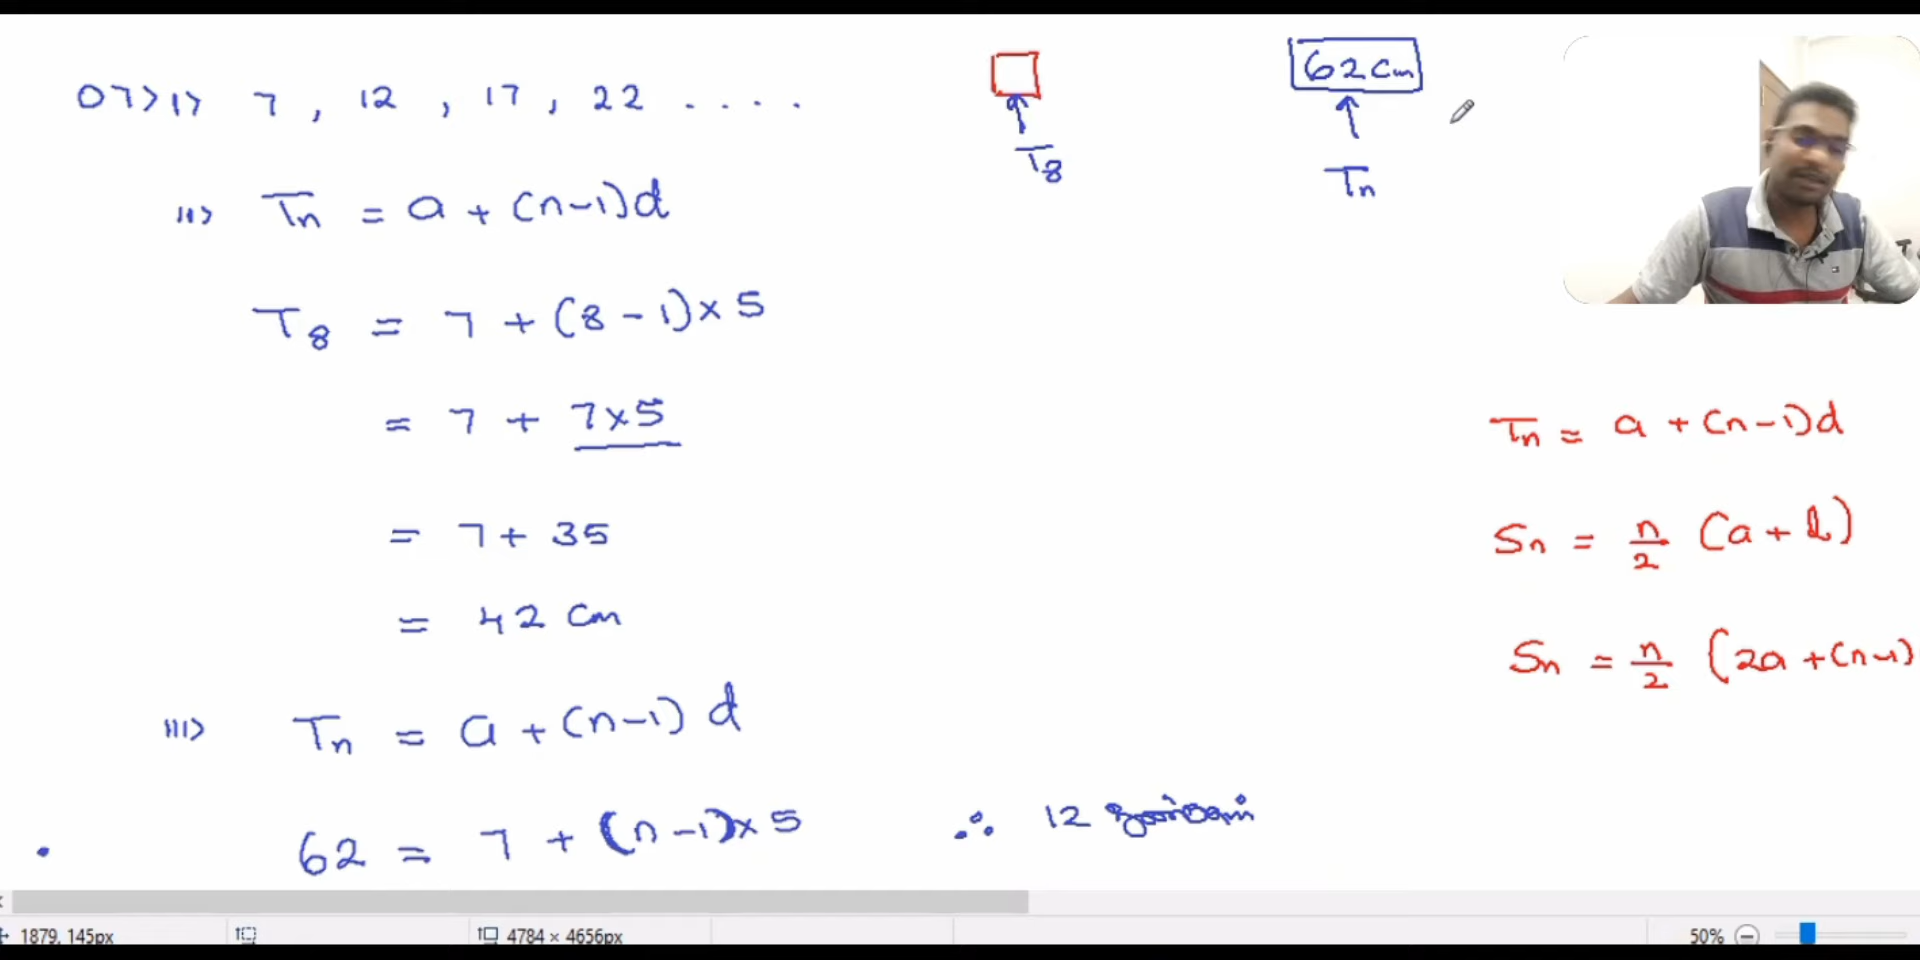 07>i> 7 , 12 , 17 , 22 . . . .
62cm
T8
Tn
ii> Tn = a + (n-1)d
T8 = 7 + (8-1)×5
= 7 + 7×5
= 7 + 35
= 42 cm
iii> Tn = a + (n-1) d
62 = 7 + (n-1)×5
∴ 12
Tn = a + (n-1)d
Sn = n/2 (a + l)
Sn = n/2 (2a + (n-1)
1879, 145px
4784 × 4656px
50%